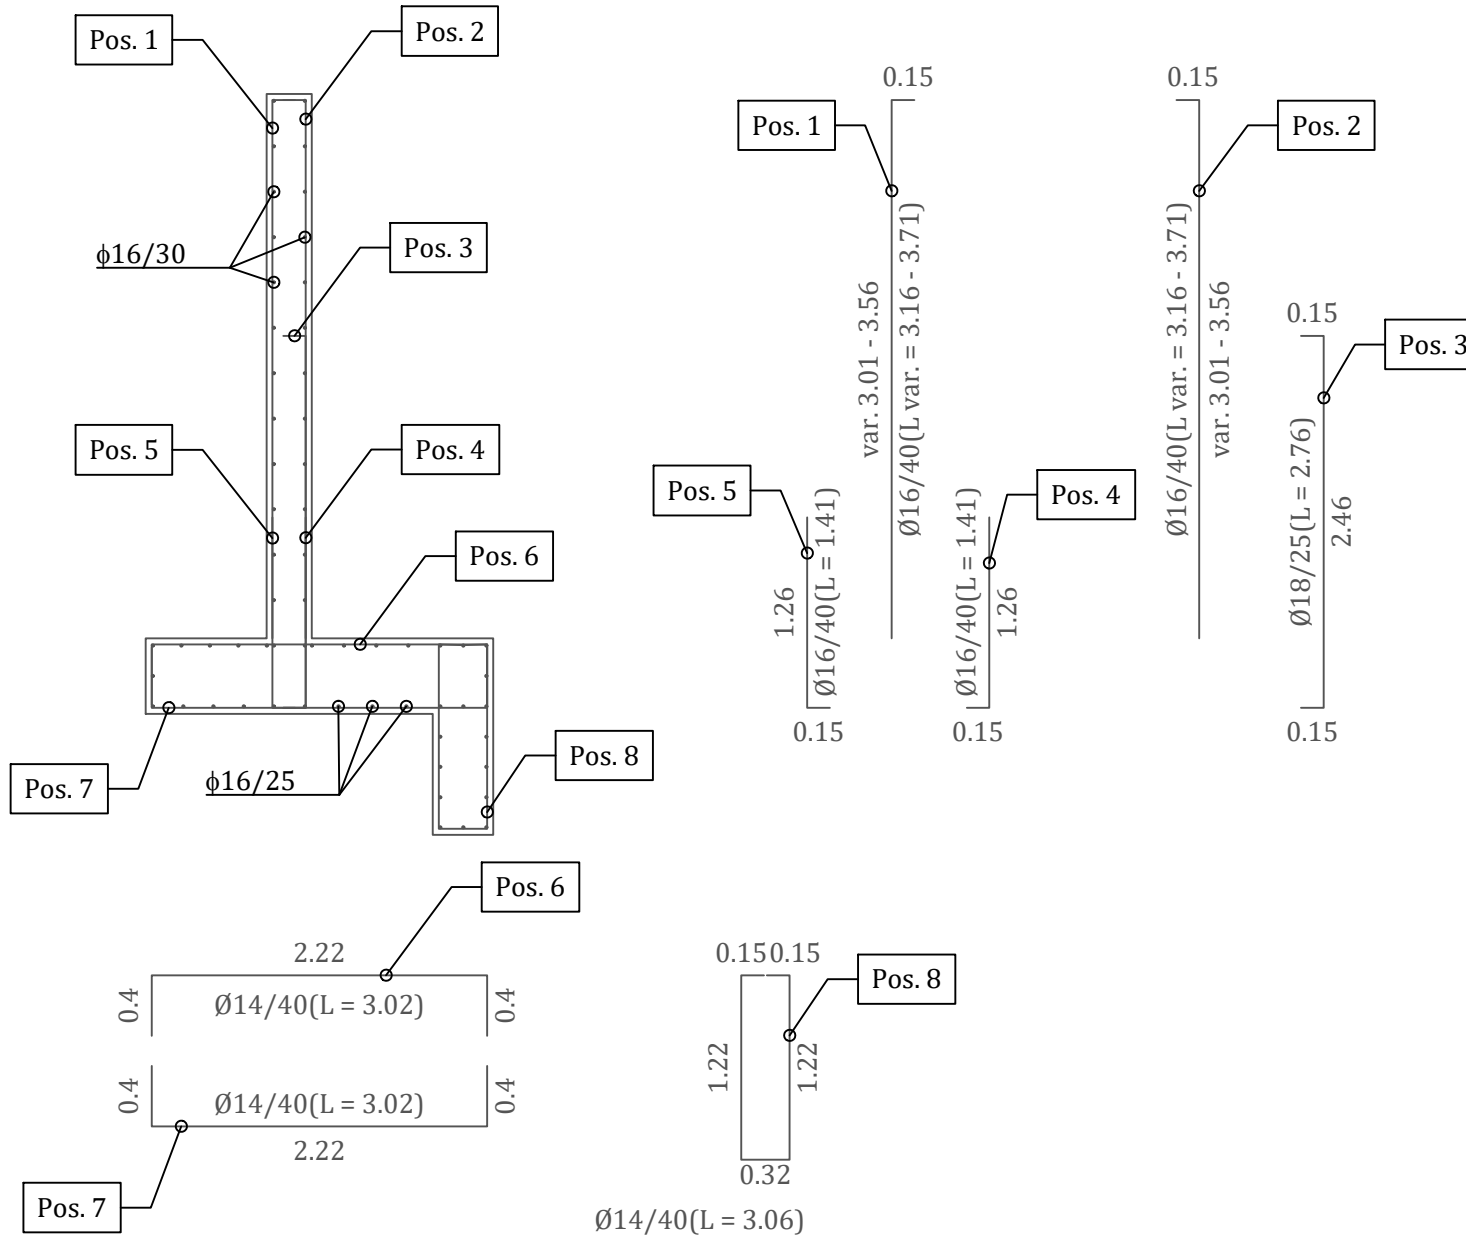 Pos. 1
Pos. 2
ϕ16/30
Pos. 3
Pos. 5
Pos. 4
Pos. 6
Pos. 7
ϕ16/25
Pos. 8
0.15
Pos. 1
var. 3.01 - 3.56
Ø16/40(L var. = 3.16 - 3.71)
0.15
Pos. 2
Ø16/40(L var. = 3.16 - 3.71)
var. 3.01 - 3.56
0.15
Pos. 3
Ø18/25(L = 2.76)
2.46
0.15
Pos. 5
1.26
Ø16/40(L = 1.41)
0.15
Pos. 4
Ø16/40(L = 1.41)
1.26
0.15
Pos. 6
2.22
0.4
Ø14/40(L = 3.02)
0.4
0.4
Ø14/40(L = 3.02)
0.4
2.22
Pos. 7
0.15
0.15
Pos. 8
1.22
1.22
0.32
Ø14/40(L = 3.06)